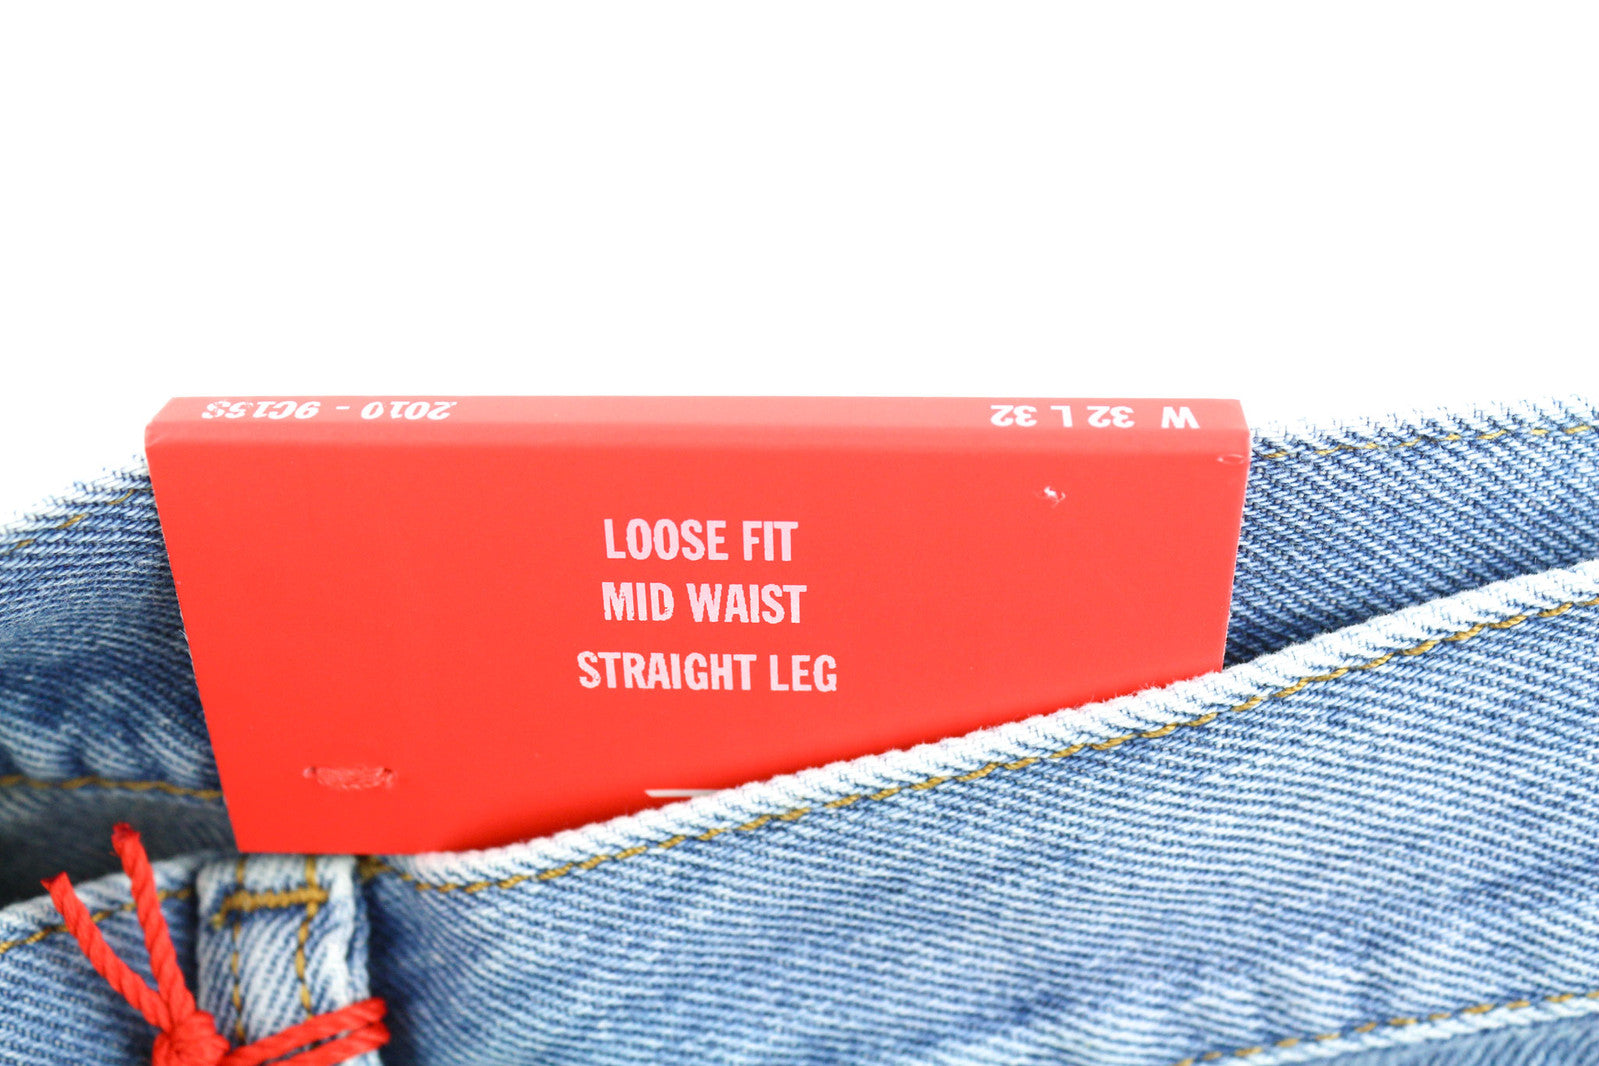 2010 - 9C1SS
W 32 L 32
LOOSE FIT
MID WAIST
STRAIGHT LEG